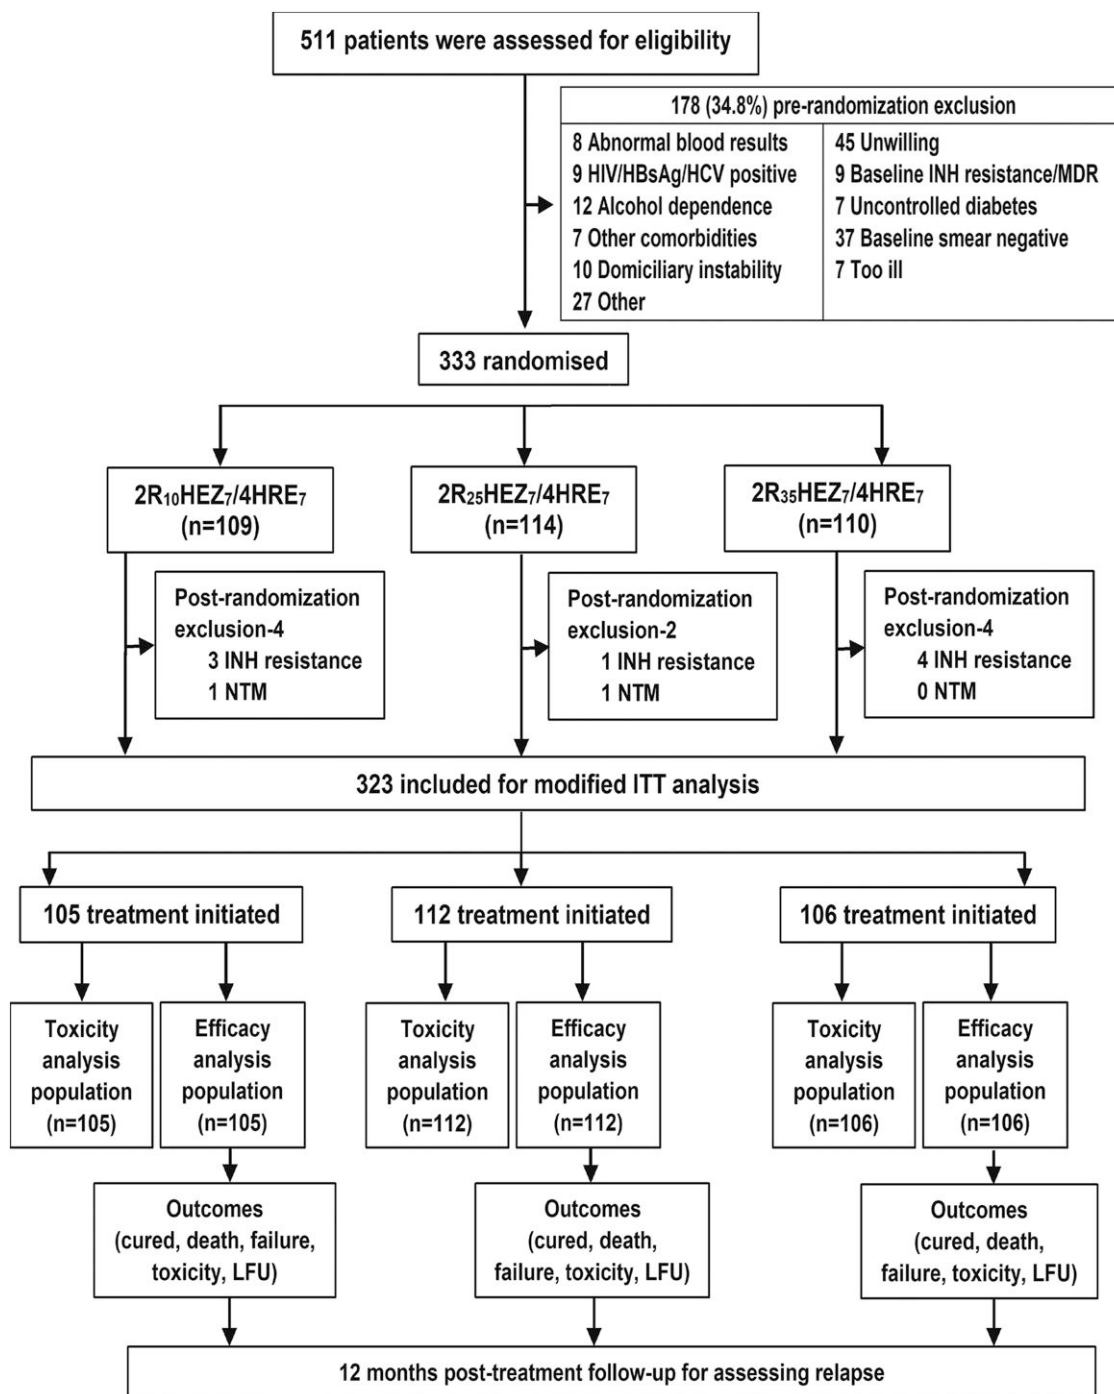 511 patients were assessed for eligibility
178 (34.8%) pre-randomization exclusion
8 Abnormal blood results
9 HIV/HBsAg/HCV positive
12 Alcohol dependence
7 Other comorbidities
10 Domiciliary instability
27 Other
45 Unwilling
9 Baseline INH resistance/MDR
7 Uncontrolled diabetes
37 Baseline smear negative
7 Too ill
333 randomised
2R₁₀HEZ₇/4HRE₇
(n=109)
2R₂₅HEZ₇/4HRE₇
(n=114)
2R₃₅HEZ₇/4HRE₇
(n=110)
Post-randomization
exclusion-4
3 INH resistance
1 NTM
Post-randomization
exclusion-2
1 INH resistance
1 NTM
Post-randomization
exclusion-4
4 INH resistance
0 NTM
323 included for modified ITT analysis
105 treatment initiated
112 treatment initiated
106 treatment initiated
Toxicity
analysis
population
(n=105)
Efficacy
analysis
population
(n=105)
Toxicity
analysis
population
(n=112)
Efficacy
analysis
population
(n=112)
Toxicity
analysis
population
(n=106)
Efficacy
analysis
population
(n=106)
Outcomes
(cured, death, failure,
toxicity, LFU)
Outcomes
(cured, death,
failure, toxicity, LFU)
Outcomes
(cured, death,
failure, toxicity, LFU)
12 months post-treatment follow-up for assessing relapse